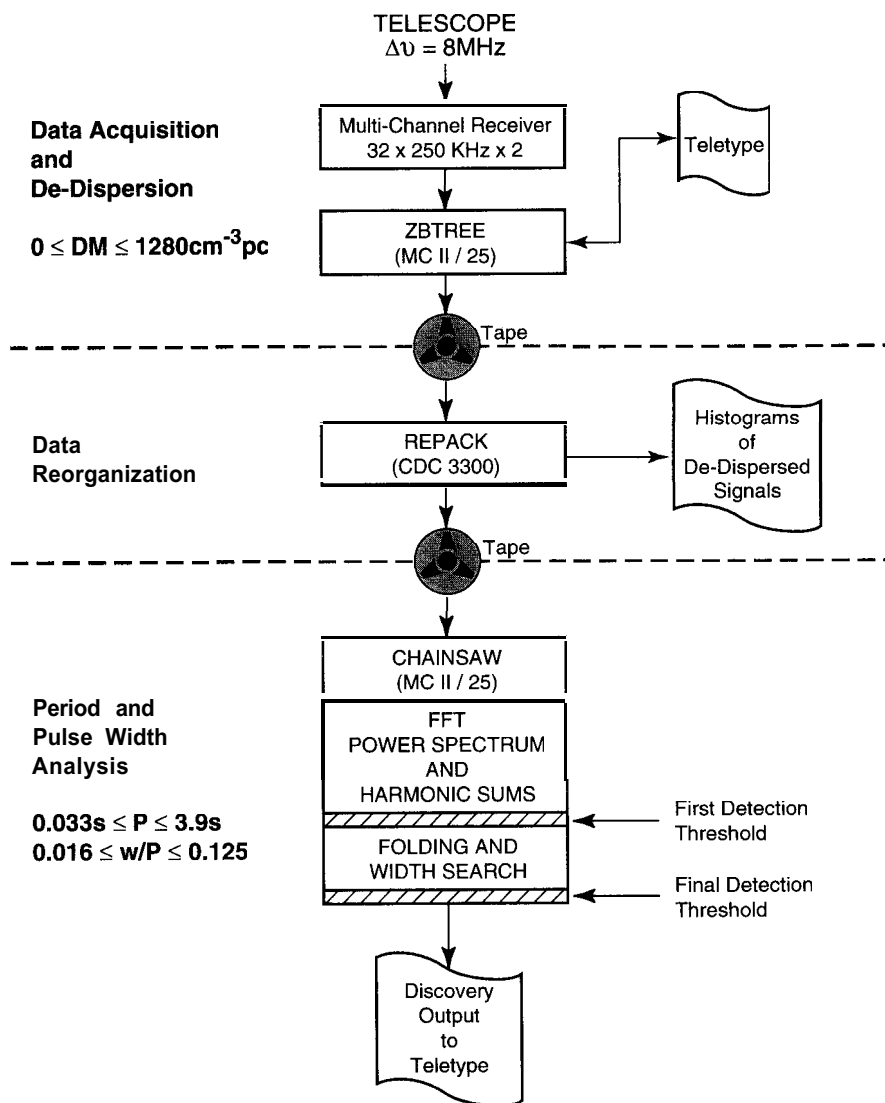 TELESCOPE
Δυ = 8MHz
Data Acquisition
and
De-Dispersion
0 ≤ DM ≤ 1280cm⁻³pc
Multi-Channel Receiver
32 x 250 KHz x 2
Teletype
ZBTREE
(MC II / 25)
Tape
Data
Reorganization
REPACK
(CDC 3300)
Histograms
of
De-Dispersed
Signals
Tape
CHAINSAW
(MC II / 25)
Period and
Pulse Width
Analysis
0.033s ≤ P ≤ 3.9s
0.016 ≤ w/P ≤ 0.125
FFT
POWER SPECTRUM
AND
HARMONIC SUMS
First Detection
Threshold
FOLDING AND
WIDTH SEARCH
Final Detection
Threshold
Discovery
Output
to
Teletype